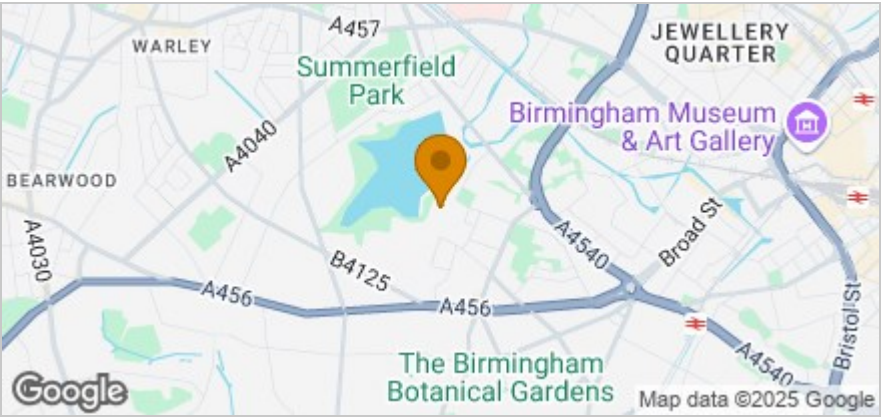 A457
JEWELLERY
QUARTER
WARLEY
Summerfield
Park
Birmingham Museum
& Art Gallery
A4040
BEARWOOD
A4030
Broad St
A4540
B4125
A456
A456
Bristol St
The Birmingham
Botanical Gardens
A4540
Google
Map data ©2025 Google